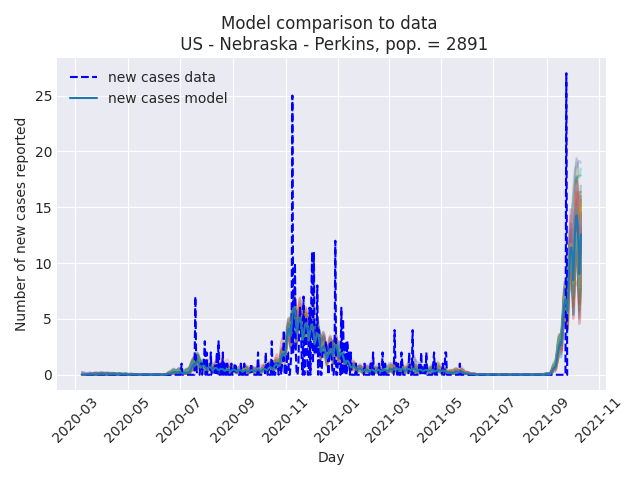 Model comparison to data
US - Nebraska - Perkins, pop. = 2891
new cases data
new cases model
Number of new cases reported
25
20
15
10
5
0
2020-03
2020-05
2020-07
2020-09
2020-11
2021-01
2021-03
2021-05
2021-07
2021-09
2021-11
Day